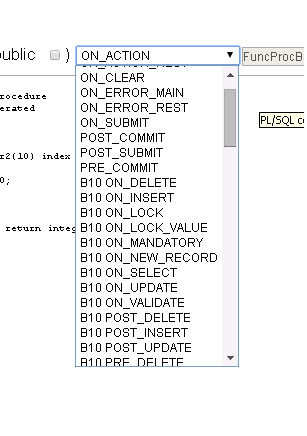 public ) ON_ACTION FuncProcB
ON_CLEAR
ON_ERROR_MAIN
ON_ERROR_REST
ON_SUBMIT
POST_COMMIT
POST_SUBMIT
PRE_COMMIT
B10 ON_DELETE
B10 ON_INSERT
B10 ON_LOCK
B10 ON_LOCK_VALUE
B10 ON_MANDATORY
B10 ON_NEW_RECORD
B10 ON_SELECT
B10 ON_UPDATE
B10 ON_VALIDATE
B10 POST_DELETE
B10 POST_INSERT
B10 POST_UPDATE
B10 PRE_DELETE
rocedure
erated
r2(10) index
0;
return integ
PL/SQL co